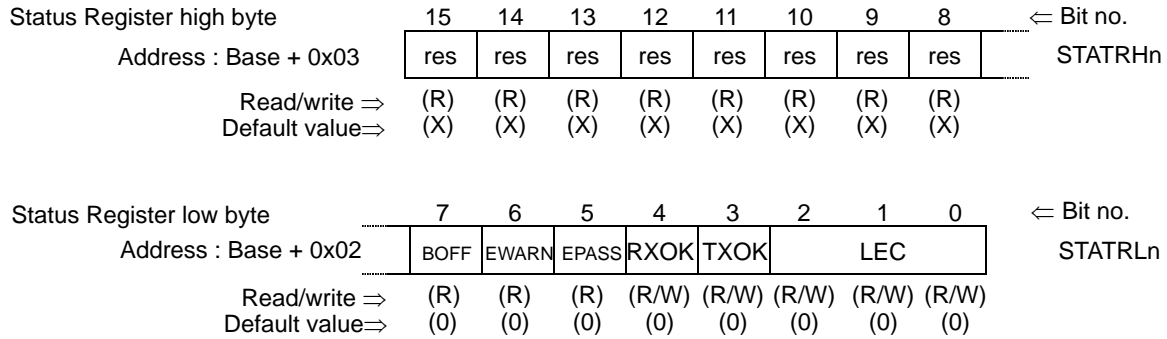 Status Register high byte 15 14 13 12 11 10 9 8 ⇐ Bit no.
Address : Base + 0x03 res res res res res res res res STATRHn
Read/write ⇒ (R) (R) (R) (R) (R) (R) (R) (R)
Default value⇒ (X) (X) (X) (X) (X) (X) (X) (X)
Status Register low byte 7 6 5 4 3 2 1 0 ⇐ Bit no.
Address : Base + 0x02 BOFF EWARN EPASS RXOK TXOK LEC STATRLn
Read/write ⇒ (R) (R) (R) (R/W) (R/W) (R/W) (R/W) (R/W)
Default value⇒ (0) (0) (0) (0) (0) (0) (0) (0)